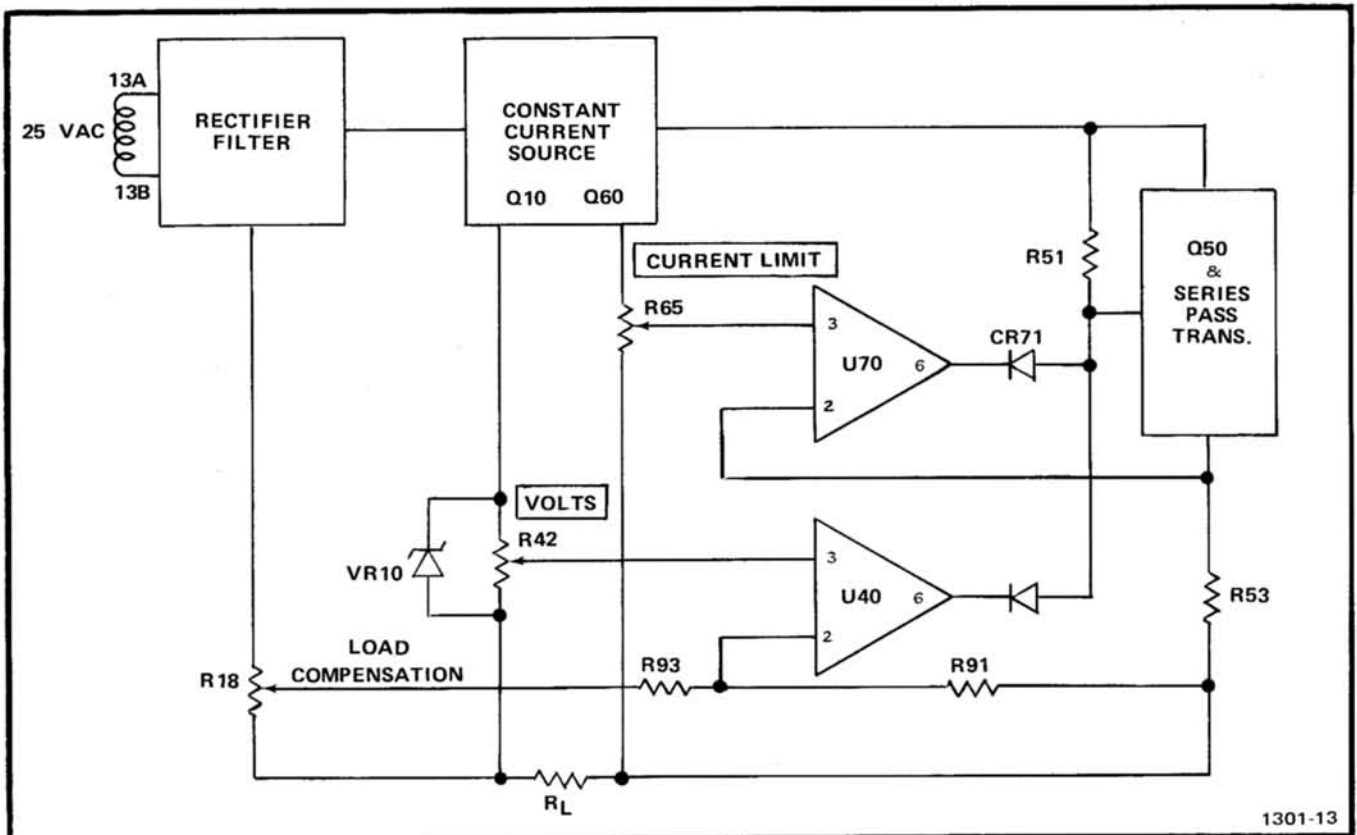 13A
25 VAC
13B
RECTIFIER
FILTER
CONSTANT
CURRENT
SOURCE
Q10 Q60
CURRENT LIMIT
R65
R51
Q50
&
SERIES
PASS
TRANS.
3
U70
6
2
CR71
VOLTS
R42
VR10
3
U40
6
2
R53
LOAD
COMPENSATION
R18
R93
R91
RL
1301-13